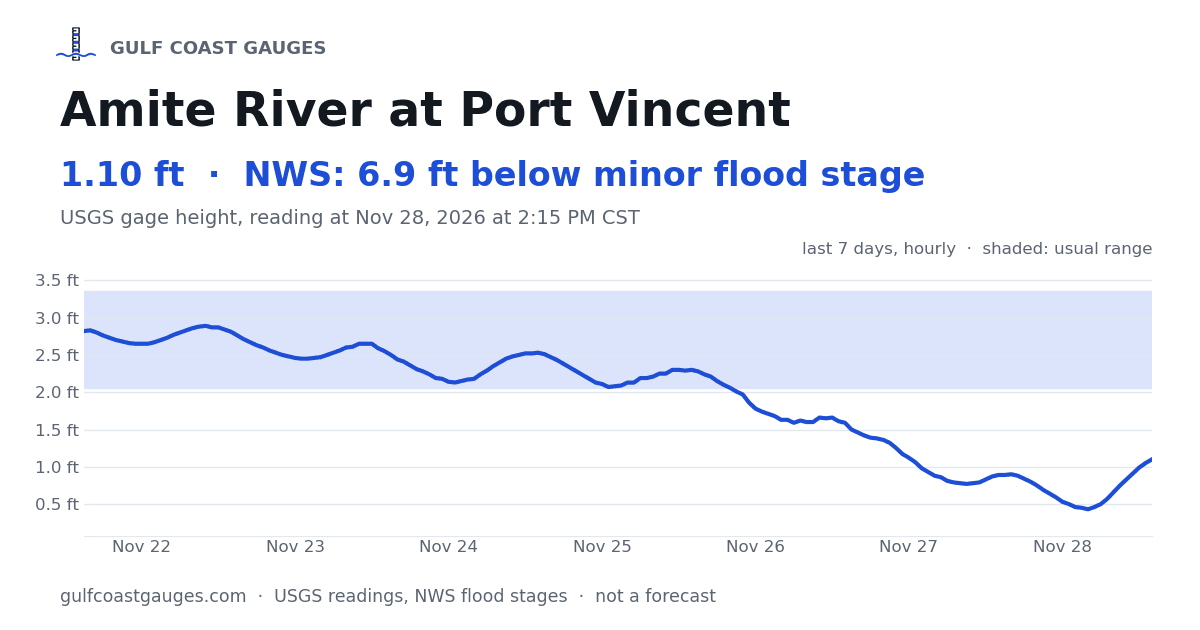 GULF COAST GAUGES
Amite River at Port Vincent
1.10 ft · NWS: 6.9 ft below minor flood stage
USGS gage height, reading at Nov 28, 2026 at 2:15 PM CST
last 7 days, hourly · shaded: usual range
3.5 ft
3.0 ft
2.5 ft
2.0 ft
1.5 ft
1.0 ft
0.5 ft
Nov 22 Nov 23 Nov 24 Nov 25 Nov 26 Nov 27 Nov 28
gulfcoastgauges.com · USGS readings, NWS flood stages · not a forecast